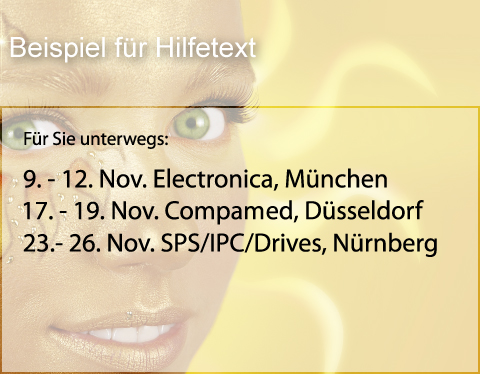 Beispiel für Hilfetext
Für Sie unterwegs:
9. - 12. Nov. Electronica, München
17. - 19. Nov. Compamed, Düsseldorf
23.- 26. Nov. SPS/IPC/Drives, Nürnberg